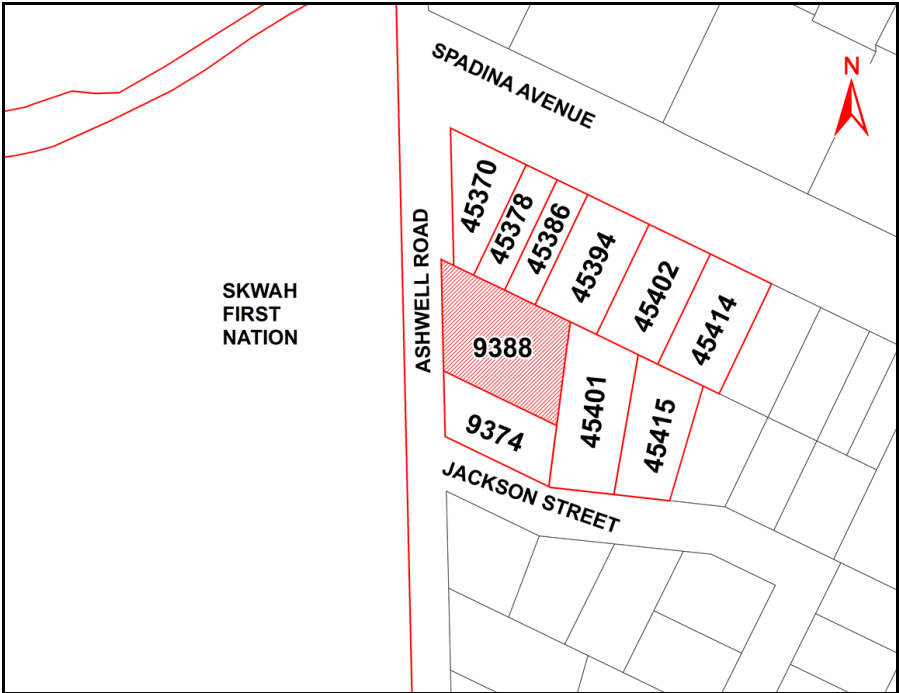 SPADINA AVENUE
N
45370
45378
45386
45394
45402
45414
ASHWELL ROAD
SKWAH
FIRST
NATION
9388
9374
45401
45415
JACKSON STREET